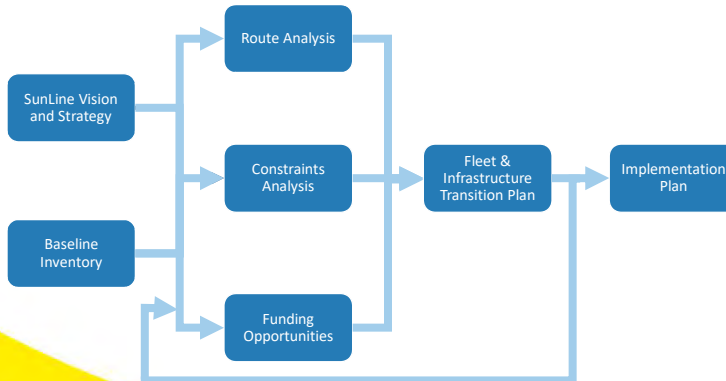 Route Analysis
SunLine Vision
and Strategy
Constraints
Analysis
Fleet &
Infrastructure
Transition Plan
Implementation
Plan
Baseline
Inventory
Funding
Opportunities